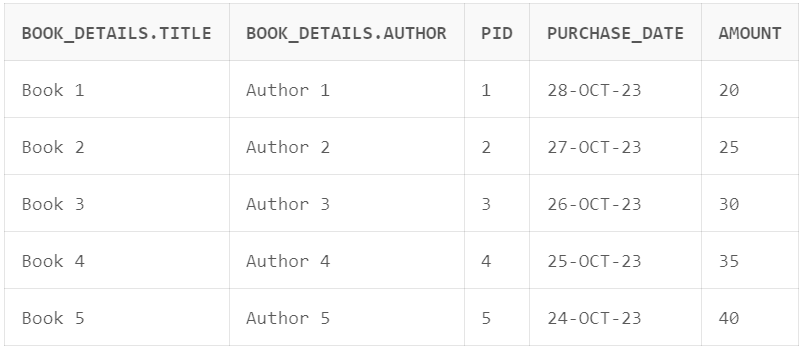 BOOK_DETAILS.TITLE BOOK_DETAILS.AUTHOR PID PURCHASE_DATE AMOUNT
Book 1 Author 1 1 28-OCT-23 20
Book 2 Author 2 2 27-OCT-23 25
Book 3 Author 3 3 26-OCT-23 30
Book 4 Author 4 4 25-OCT-23 35
Book 5 Author 5 5 24-OCT-23 40